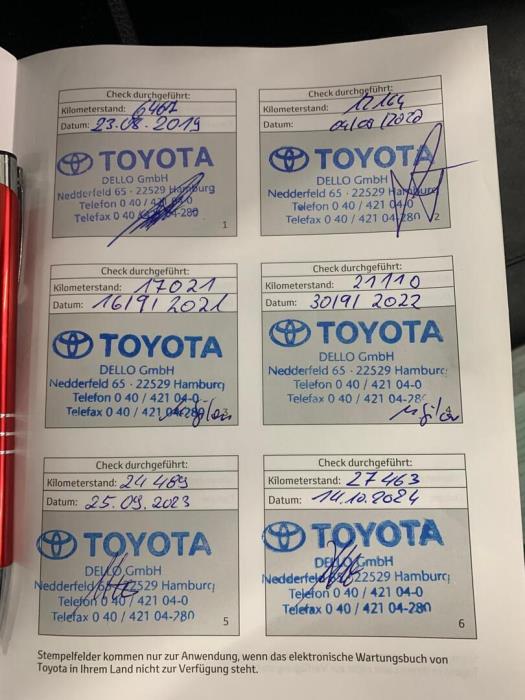 Check durchgeführt:
Kilometerstand: 6461
Datum: 23.08.2019
TOYOTA
DELLO GmbH
Nedderfeld 65 · 22529 Hamburg
Telefon 0 40 / 421
Telefax 0 40
1
Check durchgeführt:
Kilometerstand: 12164
Datum: 04/09/2020
TOYOTA
DELLO GmbH
Nedderfeld 65 · 22529 Hamburg
Telefon 0 40 / 421 04-0
Telefax 0 40 / 421 04-280
2
Check durchgeführt:
Kilometerstand: 17021
Datum: 16/9/2021
TOYOTA
DELLO GmbH
Nedderfeld 65 · 22529 Hamburg
Telefon 0 40 / 421 04-0
Telefax 0 40 / 421 04-280
Check durchgeführt:
Kilometerstand: 21110
Datum: 30/9/2022
TOYOTA
DELLO GmbH
Nedderfeld 65 · 22529 Hamburg
Telefon 0 40 / 421 04-0
Telefax 0 40 / 421 04-28
Check durchgeführt:
Kilometerstand: 24 469
Datum: 25.09.2023
TOYOTA
DELLO GmbH
Nedderfeld 65 · 22529 Hamburg
Telefon 0 40 / 421 04-0
Telefax 0 40 / 421 04-280
5
Check durchgeführt:
Kilometerstand: 27 463
Datum: 14.10.2024
TOYOTA
DELLO GmbH
Nedderfeld 65 · 22529 Hamburg
Telefon 0 40 / 421 04-0
Telefax 0 40 / 421 04-280
6
Stempelfelder kommen nur zur Anwendung, wenn das elektronische Wartungsbuch von
Toyota in Ihrem Land nicht zur Verfügung steht.